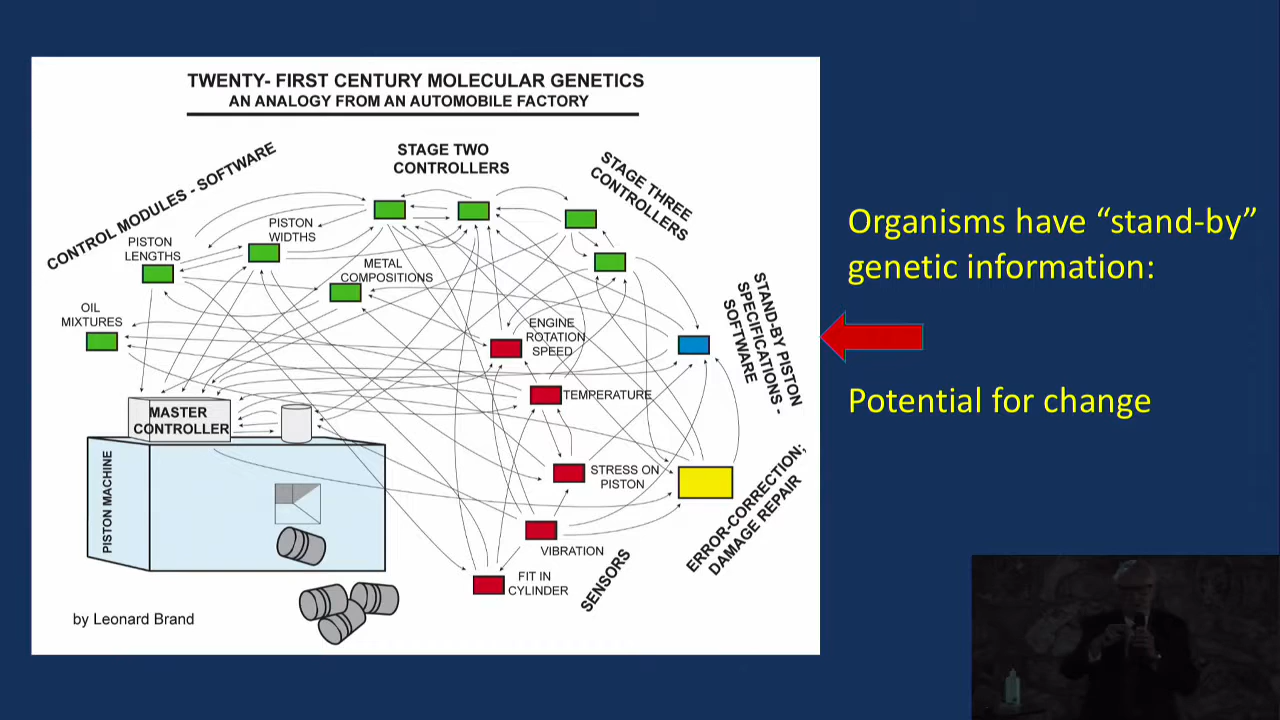 TWENTY- FIRST CENTURY MOLECULAR GENETICS
AN ANALOGY FROM AN AUTOMOBILE FACTORY
CONTROL MODULES - SOFTWARE
STAGE TWO
CONTROLLERS
STAGE THREE
CONTROLLERS
PISTON
WIDTHS
PISTON
LENGTHS
METAL
COMPOSITIONS
OIL
MIXTURES
ENGINE
ROTATION
SPEED
STAND-BY PISTON
SPECIFICATIONS -
SOFTWARE
TEMPERATURE
MASTER
CONTROLLER
PISTON MACHINE
STRESS ON
PISTON
ERROR-CORRECTION;
DAMAGE REPAIR
VIBRATION
SENSORS
FIT IN
CYLINDER
by Leonard Brand
Organisms have “stand-by”
genetic information:
Potential for change